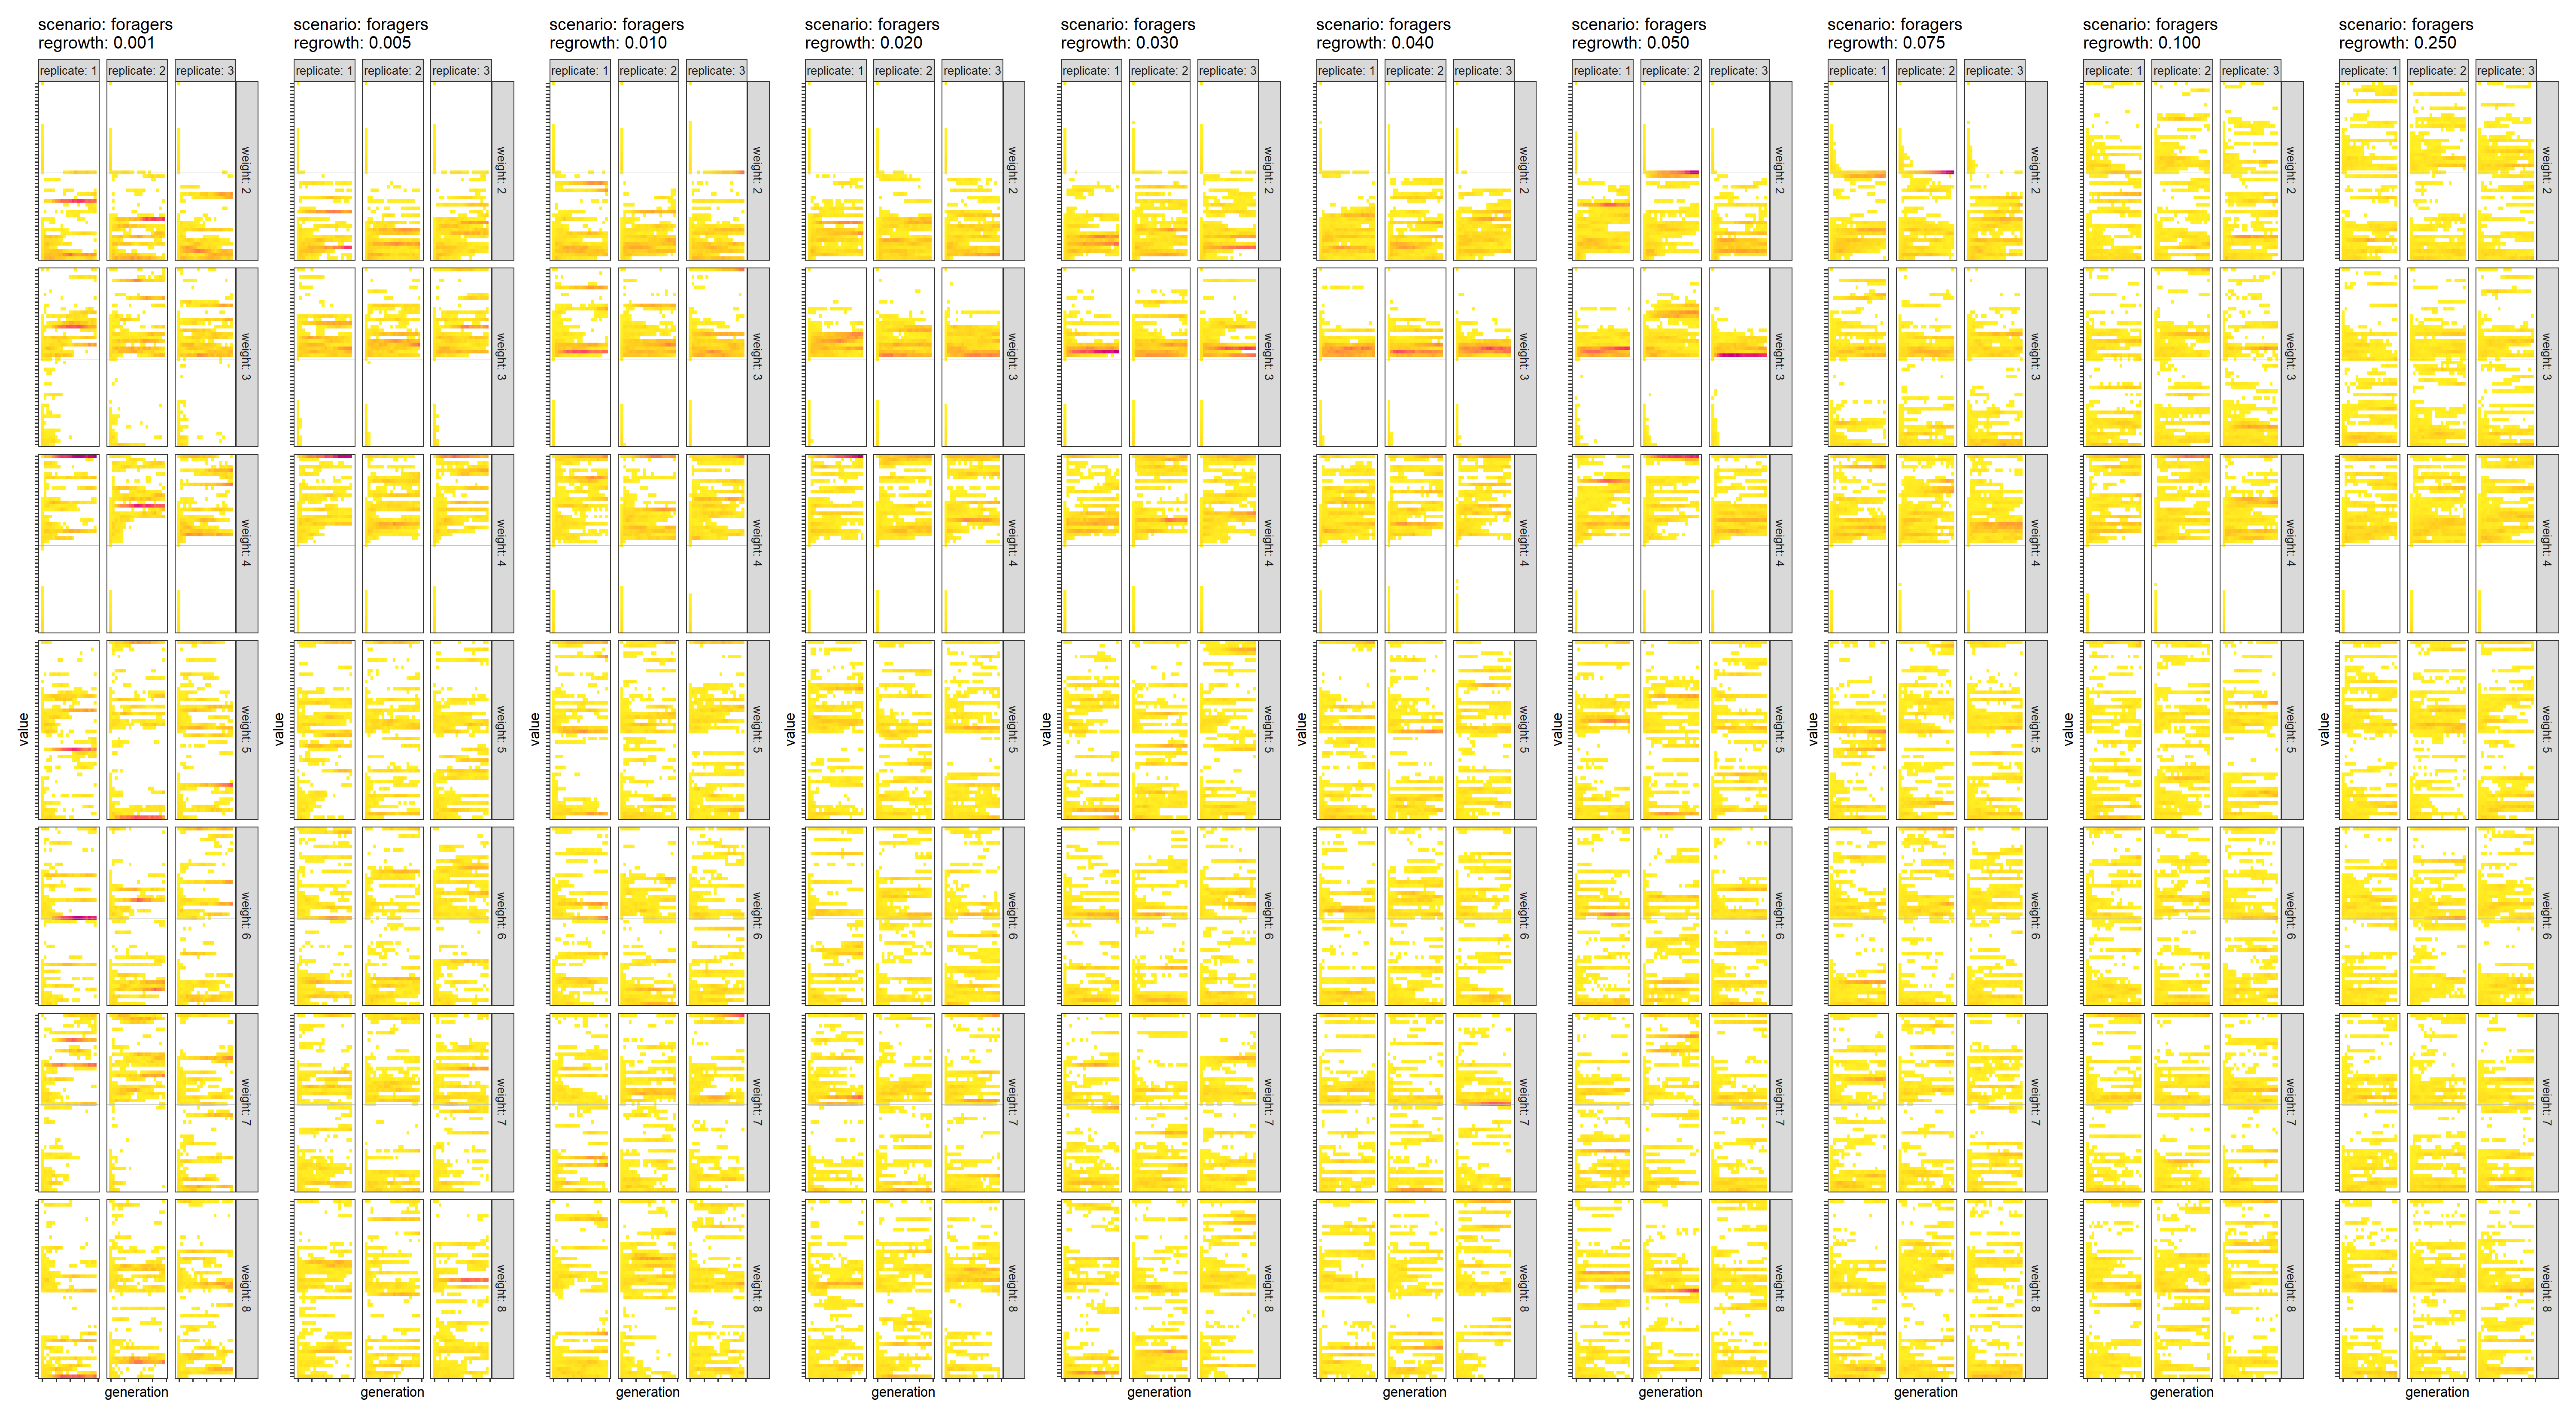 scenario: foragers
regrowth: 0.001
replicate: 1 replicate: 2 replicate: 3
weight: 2
weight: 3
weight: 4
weight: 5
weight: 6
weight: 7
weight: 8
value
generation
scenario: foragers
regrowth: 0.005
replicate: 1 replicate: 2 replicate: 3
weight: 2
weight: 3
weight: 4
weight: 5
weight: 6
weight: 7
weight: 8
value
generation
scenario: foragers
regrowth: 0.010
replicate: 1 replicate: 2 replicate: 3
weight: 2
weight: 3
weight: 4
weight: 5
weight: 6
weight: 7
weight: 8
value
generation
scenario: foragers
regrowth: 0.020
replicate: 1 replicate: 2 replicate: 3
weight: 2
weight: 3
weight: 4
weight: 5
weight: 6
weight: 7
weight: 8
value
generation
scenario: foragers
regrowth: 0.030
replicate: 1 replicate: 2 replicate: 3
weight: 2
weight: 3
weight: 4
weight: 5
weight: 6
weight: 7
weight: 8
value
generation
scenario: foragers
regrowth: 0.040
replicate: 1 replicate: 2 replicate: 3
weight: 2
weight: 3
weight: 4
weight: 5
weight: 6
weight: 7
weight: 8
value
generation
scenario: foragers
regrowth: 0.050
replicate: 1 replicate: 2 replicate: 3
weight: 2
weight: 3
weight: 4
weight: 5
weight: 6
weight: 7
weight: 8
value
generation
scenario: foragers
regrowth: 0.075
replicate: 1 replicate: 2 replicate: 3
weight: 2
weight: 3
weight: 4
weight: 5
weight: 6
weight: 7
weight: 8
value
generation
scenario: foragers
regrowth: 0.100
replicate: 1 replicate: 2 replicate: 3
weight: 2
weight: 3
weight: 4
weight: 5
weight: 6
weight: 7
weight: 8
value
generation
scenario: foragers
regrowth: 0.250
replicate: 1 replicate: 2 replicate: 3
weight: 2
weight: 3
weight: 4
weight: 5
weight: 6
weight: 7
weight: 8
value
generation